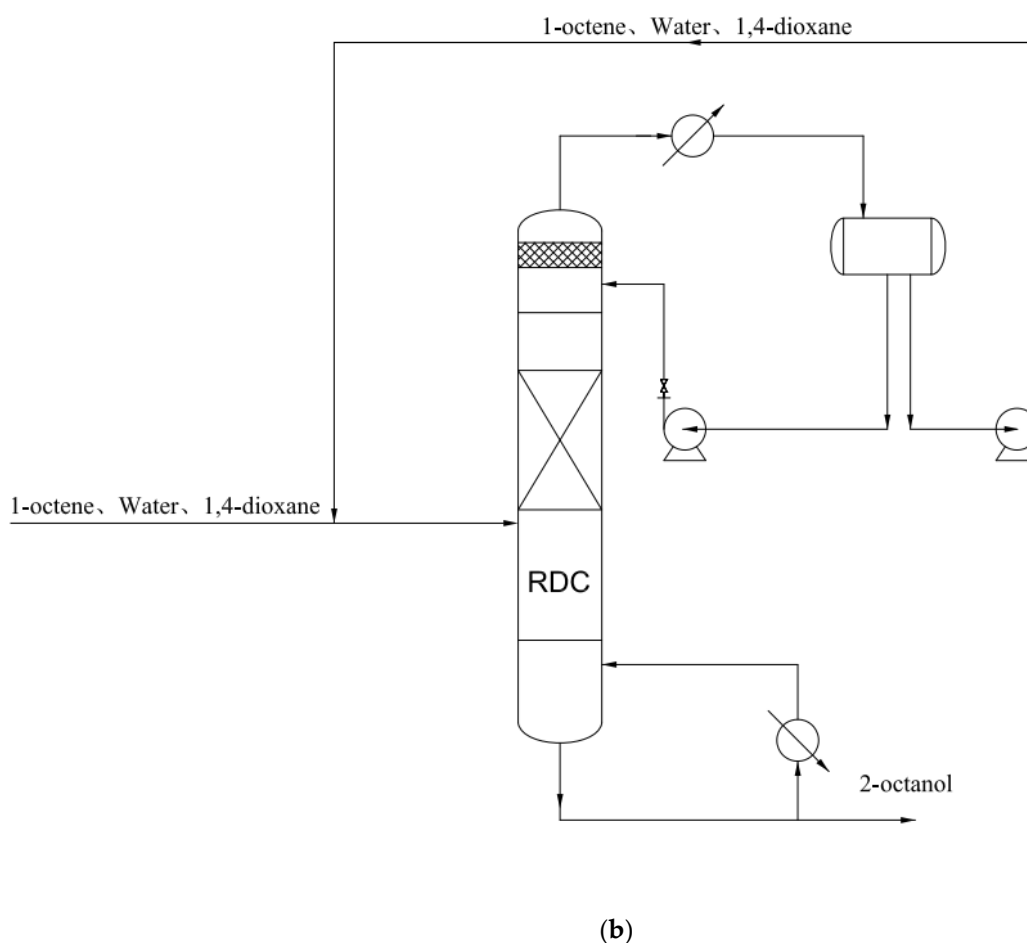 1-octene、Water、1,4-dioxane
1-octene、Water、1,4-dioxane
RDC
2-octanol
(b)